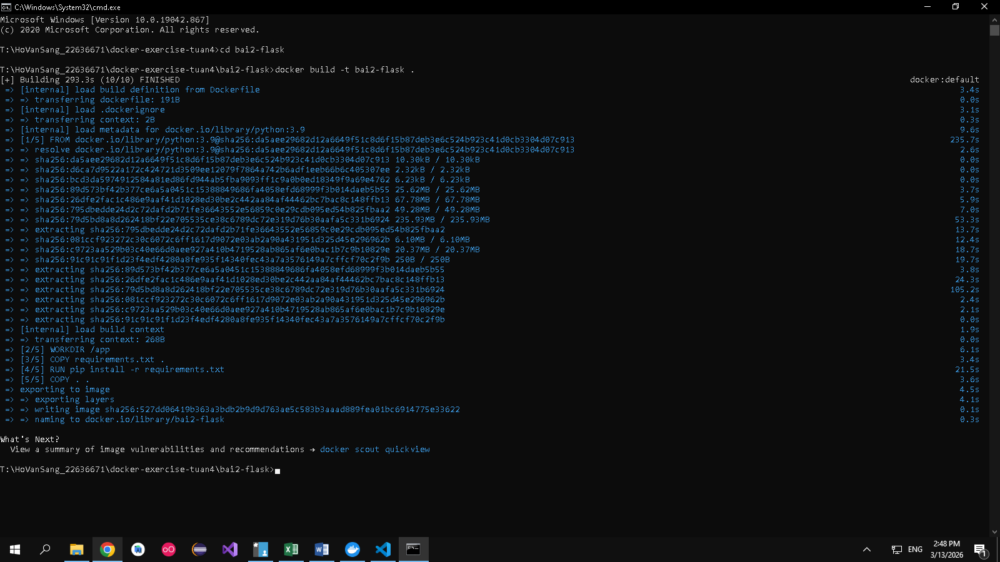 C:\Windows\System32\cmd.exe
Microsoft Windows [Version 10.0.19042.867]
(c) 2020 Microsoft Corporation. All rights reserved.
T:\HoVanSang_22636671\docker-exercise-tuan4>cd bai2-flask
T:\HoVanSang_22636671\docker-exercise-tuan4\bai2-flask>docker build -t bai2-flask .
[+] Building 293.3s (10/10) FINISHED docker:default
=> [internal] load build definition from Dockerfile 3.4s
=> => transferring dockerfile: 191B 0.0s
=> [internal] load .dockerignore 3.1s
=> => transferring context: 2B 0.3s
=> [internal] load metadata for docker.io/library/python:3.9 9.6s
=> [1/5] FROM docker.io/library/python:3.9@sha256:da5aee29682d12a6649f51c8d6f15b87deb3e6c524b923c41d0cb3304d07c913 235.7s
=> => resolve docker.io/library/python:3.9@sha256:da5aee29682d12a6649f51c8d6f15b87deb3e6c524b923c41d0cb3304d07c913 2.6s
=> => sha256:da5aee29682d12a6649f51c8d6f15b87deb3e6c524b923c41d0cb3304d07c913 10.30kB / 10.30kB 0.0s
=> => sha256:d6ca7d9522a172c424721d3509ee12079f7864a742b6adf1eeb66b6c405307ee 2.32kB / 2.32kB 0.0s
=> => sha256:bcd3da5974912584a81ed86fd944ab5fba9093ff1c9a0b0ed18349f9a69e4762 6.23kB / 6.23kB 0.0s
=> => sha256:89d573bf42b377ce6a5a0451c15388849686fa4058efd68999f3b014daeb5b55 25.62MB / 25.62MB 3.7s
=> => sha256:26dfe2fac1c486e9aaf41d1028ed30be2c442aa84af44462bc7bac8c148ffb13 67.78MB / 67.78MB 5.9s
=> => sha256:795dbedde24d2c72dafd2b71fe36643552e56859c0e29cdb095ed54b825fbaa2 49.28MB / 49.28MB 7.0s
=> => sha256:79d5bd8a8d262418bf22e705535ce38c6789dc72e319d76b30aafa5c331b6924 235.93MB / 235.93MB 53.3s
=> => extracting sha256:795dbedde24d2c72dafd2b71fe36643552e56859c0e29cdb095ed54b825fbaa2 13.7s
=> => sha256:081ccf923272c30c6072c6ff1617d9072e03ab2a90a431951d325d45e296962b 6.10MB / 6.10MB 12.4s
=> => sha256:c9723aa529b03c40e66d0aee927a410b4719528ab865af6e0bac1b7c9b10829e 20.37MB / 20.37MB 18.7s
=> => sha256:91c91c91f1d23f4edf4280a8fe935f14340fec43a7a3576149a7cffcf70c2f9b 250B / 250B 19.7s
=> => extracting sha256:89d573bf42b377ce6a5a0451c15388849686fa4058efd68999f3b014daeb5b55 3.8s
=> => extracting sha256:26dfe2fac1c486e9aaf41d1028ed30be2c442aa84af44462bc7bac8c148ffb13 24.3s
=> => extracting sha256:79d5bd8a8d262418bf22e705535ce38c6789dc72e319d76b30aafa5c331b6924 105.2s
=> => extracting sha256:081ccf923272c30c6072c6ff1617d9072e03ab2a90a431951d325d45e296962b 2.4s
=> => extracting sha256:c9723aa529b03c40e66d0aee927a410b4719528ab865af6e0bac1b7c9b10829e 2.1s
=> => extracting sha256:91c91c91f1d23f4edf4280a8fe935f14340fec43a7a3576149a7cffcf70c2f9b 0.0s
=> [internal] load build context 1.9s
=> => transferring context: 268B 0.0s
=> [2/5] WORKDIR /app 6.1s
=> [3/5] COPY requirements.txt . 3.4s
=> [4/5] RUN pip install -r requirements.txt 21.5s
=> [5/5] COPY . . 3.6s
=> exporting to image 4.5s
=> => exporting layers 4.1s
=> => writing image sha256:527dd06419b363a3bdb2b9d9d763ae5c583b3aaad889fea01bc6914775e33622 0.1s
=> => naming to docker.io/library/bai2-flask 0.3s
What's Next?
View a summary of image vulnerabilities and recommendations → docker scout quickview
T:\HoVanSang_22636671\docker-exercise-tuan4\bai2-flask>
ENG
2:48 PM
3/13/2026
1